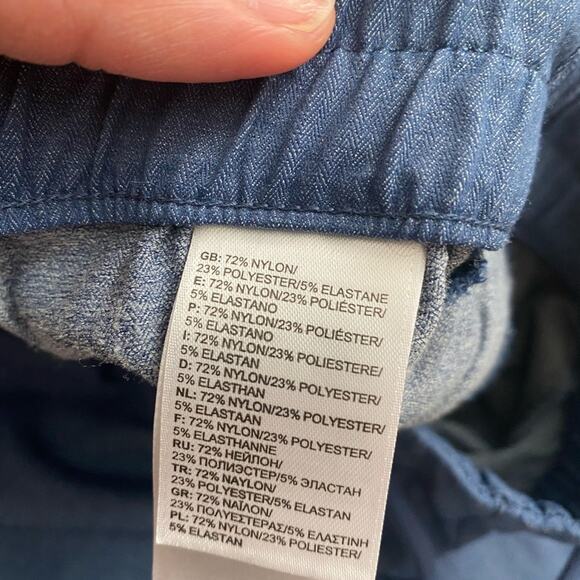 GB: 72% NYLON/
23% POLYESTER/5% ELASTANE
E: 72% NYLON/23% POLIÉSTER/
5% ELASTANO
P: 72% NYLON/23% POLIÉSTER/
5% ELASTANO
I: 72% NYLON/23% POLIESTERE/
5% ELASTAN
D: 72% NYLON/23% POLYESTER/
5% ELASTHAN
NL: 72% NYLON/23% POLYESTER/
5% ELASTAAN
F: 72% NYLON/23% POLYESTER/
5% ELASTHANNE
RU: 72% НЕЙЛОН/
23% ПОЛИЭСТЕР/5% ЭЛАСТАН
TR: 72% NAYLON/
23% POLYESTER/5% ELASTAN
GR: 72% ΝΑΪΛΟΝ/
23% ΠΟΛΥΕΣΤΕΡΑΣ/5% ΕΛΑΣΤΙΝΗ
PL: 72% NYLON/23% POLYESTER/
5% ELASTAN